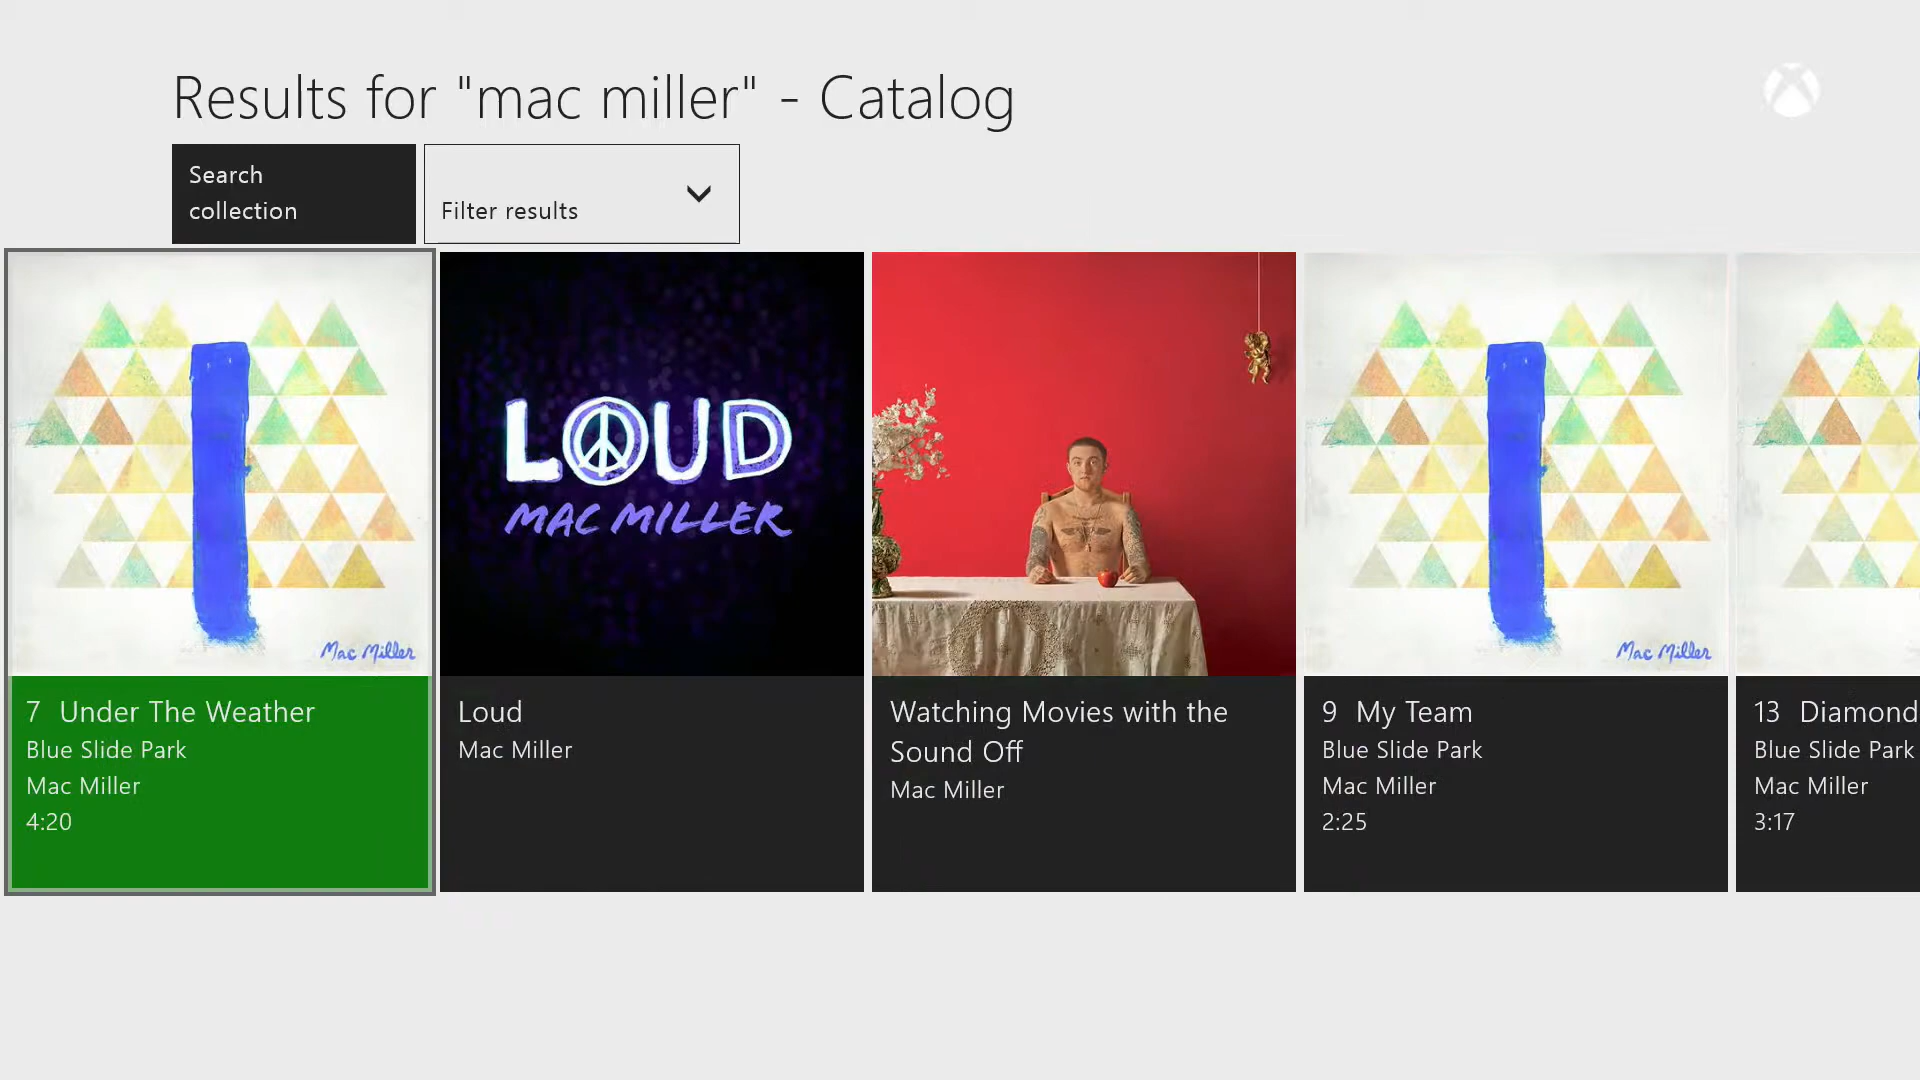 Results for "mac miller" - Catalog
Search
collection
Filter results
Mac Miller
LOUD
MAC MILLER
Mac Miller
7 Under The Weather
Blue Slide Park
Mac Miller
4:20
Loud
Mac Miller
Watching Movies with the
Sound Off
Mac Miller
9 My Team
Blue Slide Park
Mac Miller
2:25
13 Diamond
Blue Slide Park
Mac Miller
3:17